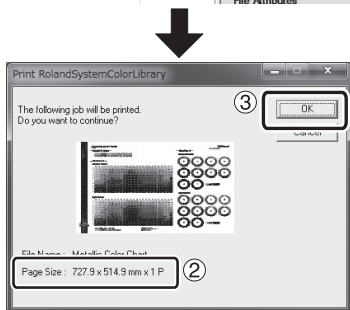 File Attributes
Print RolandSystemColorLibrary
The following job will be printed.
Do you want to continue?
③
OK
Cancel
File Name : Metallic Color Chart
Page Size : 727.9 x 514.9 mm x 1 P
②